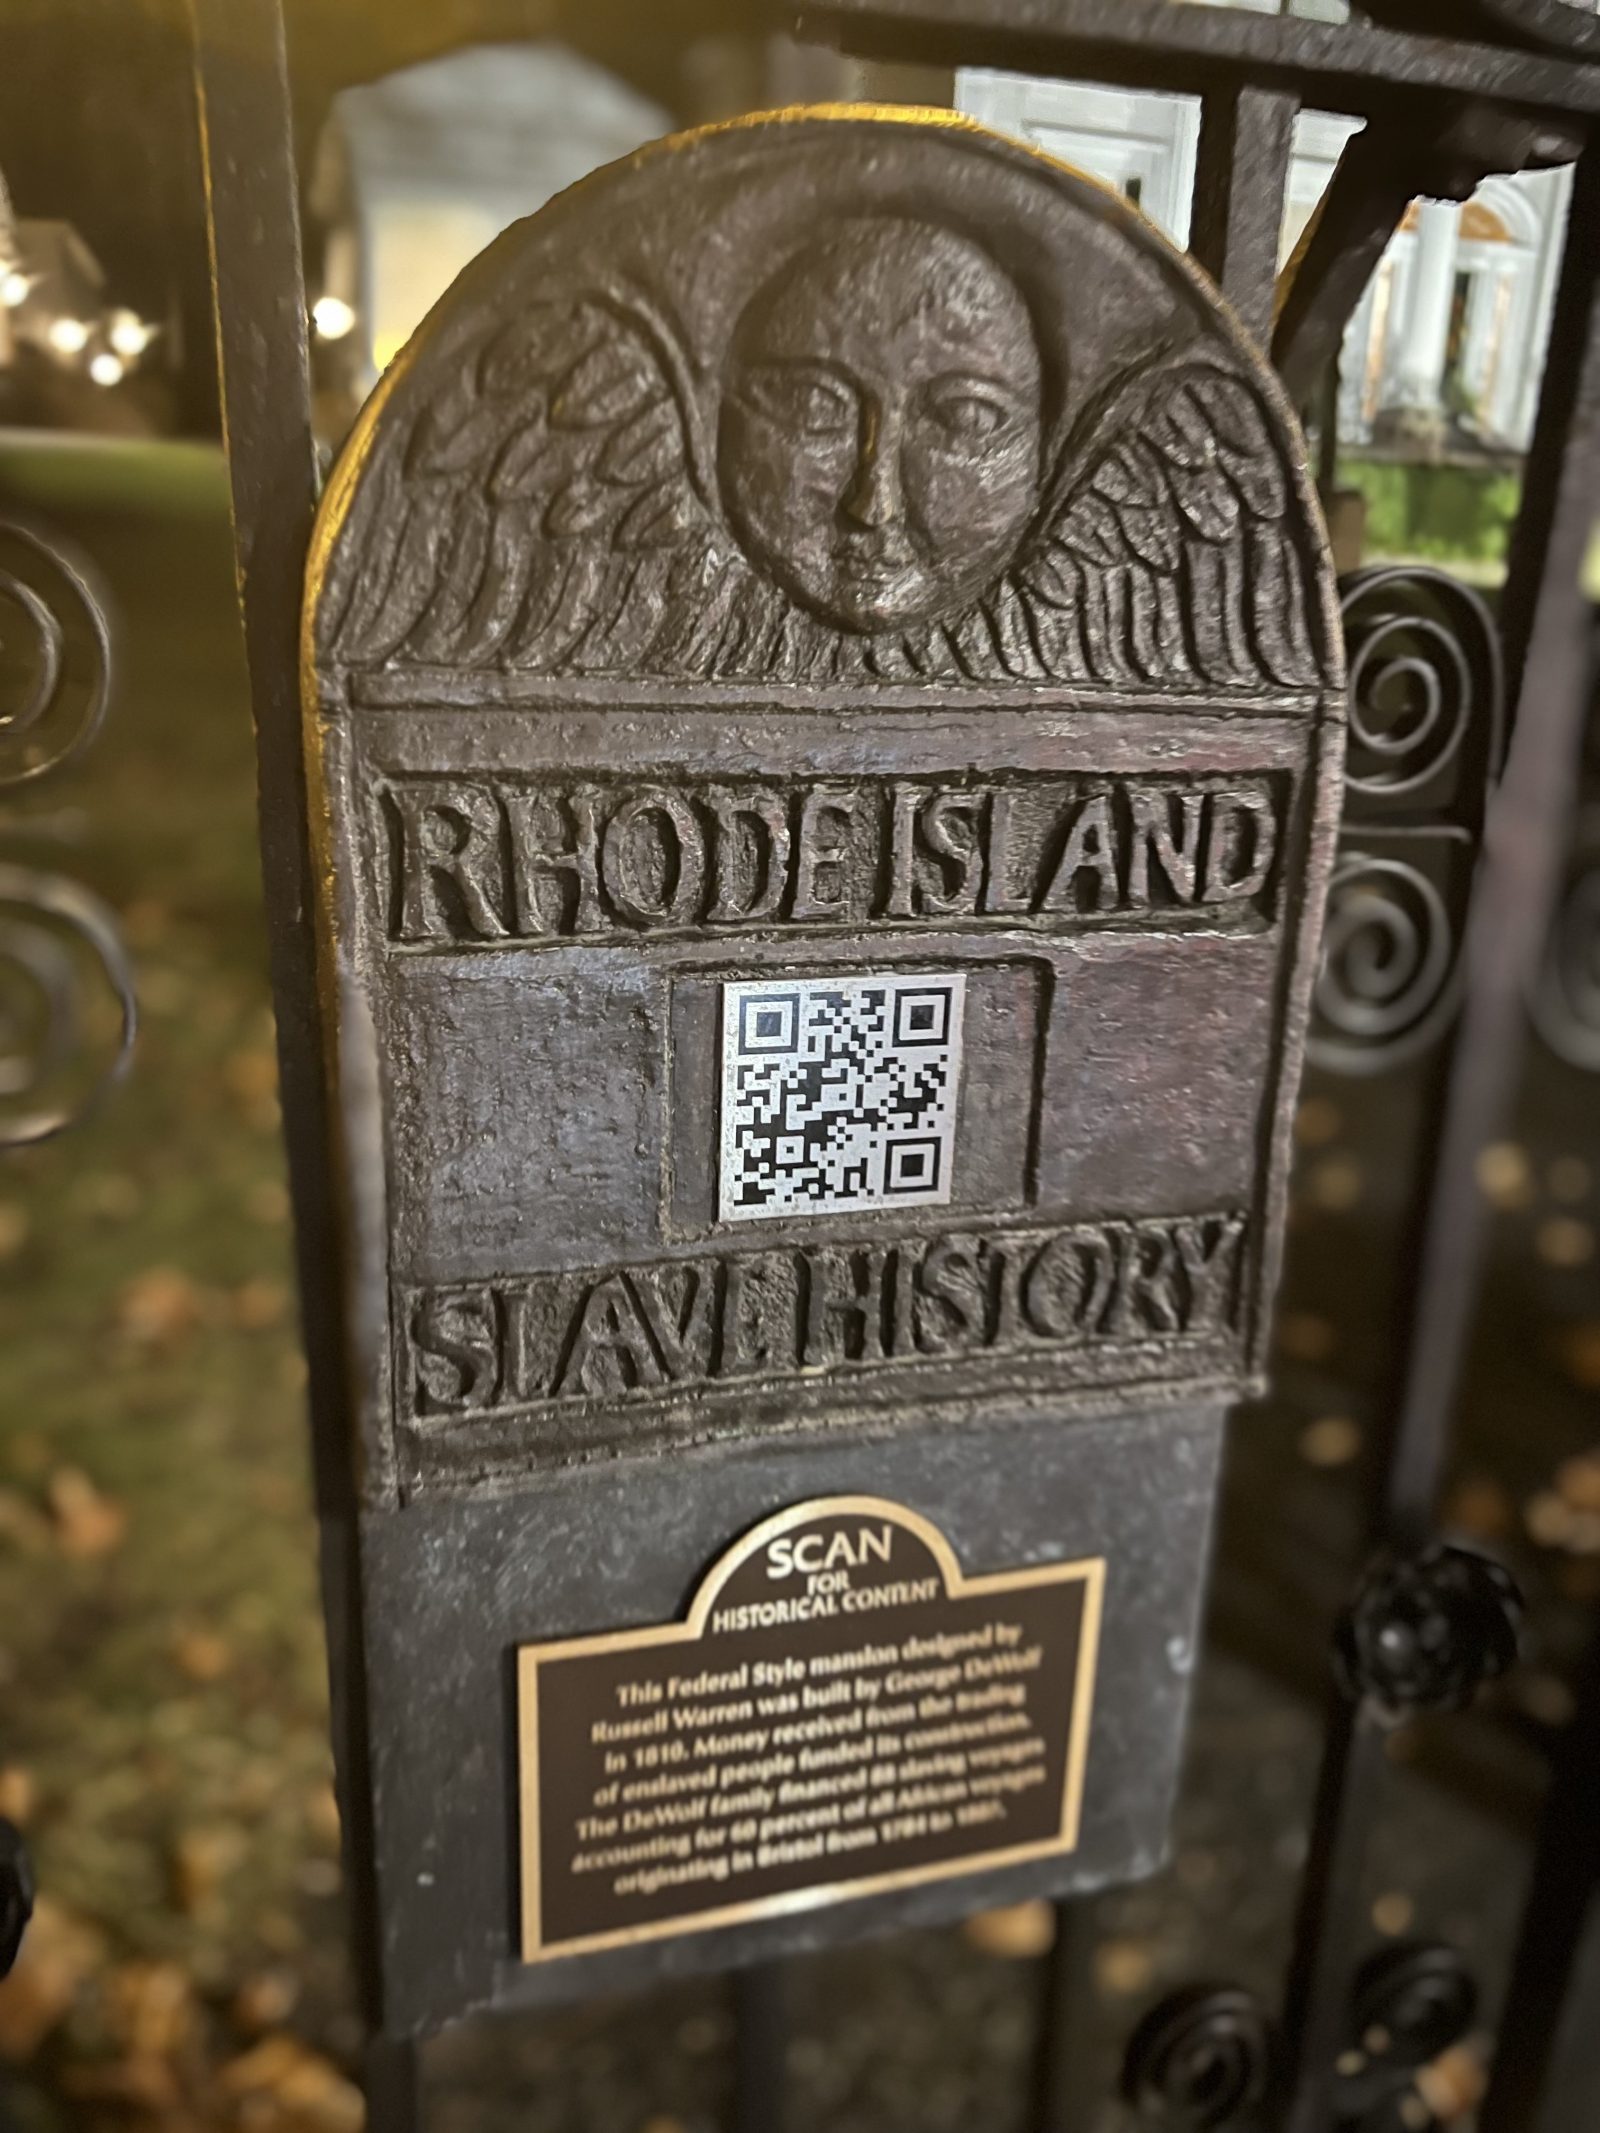 RHODE ISLAND
SLAVE HISTORY
SCAN
FOR
HISTORICAL CONTENT
This Federal Style mansion designed by
Russell Warren was built by George DeWolf
in 1810. Money received from the trading
of enslaved people funded its construction.
The DeWolf family financed 88 slaving voyages
accounting for 60 percent of all African voyages
originating in Bristol from 1784 to